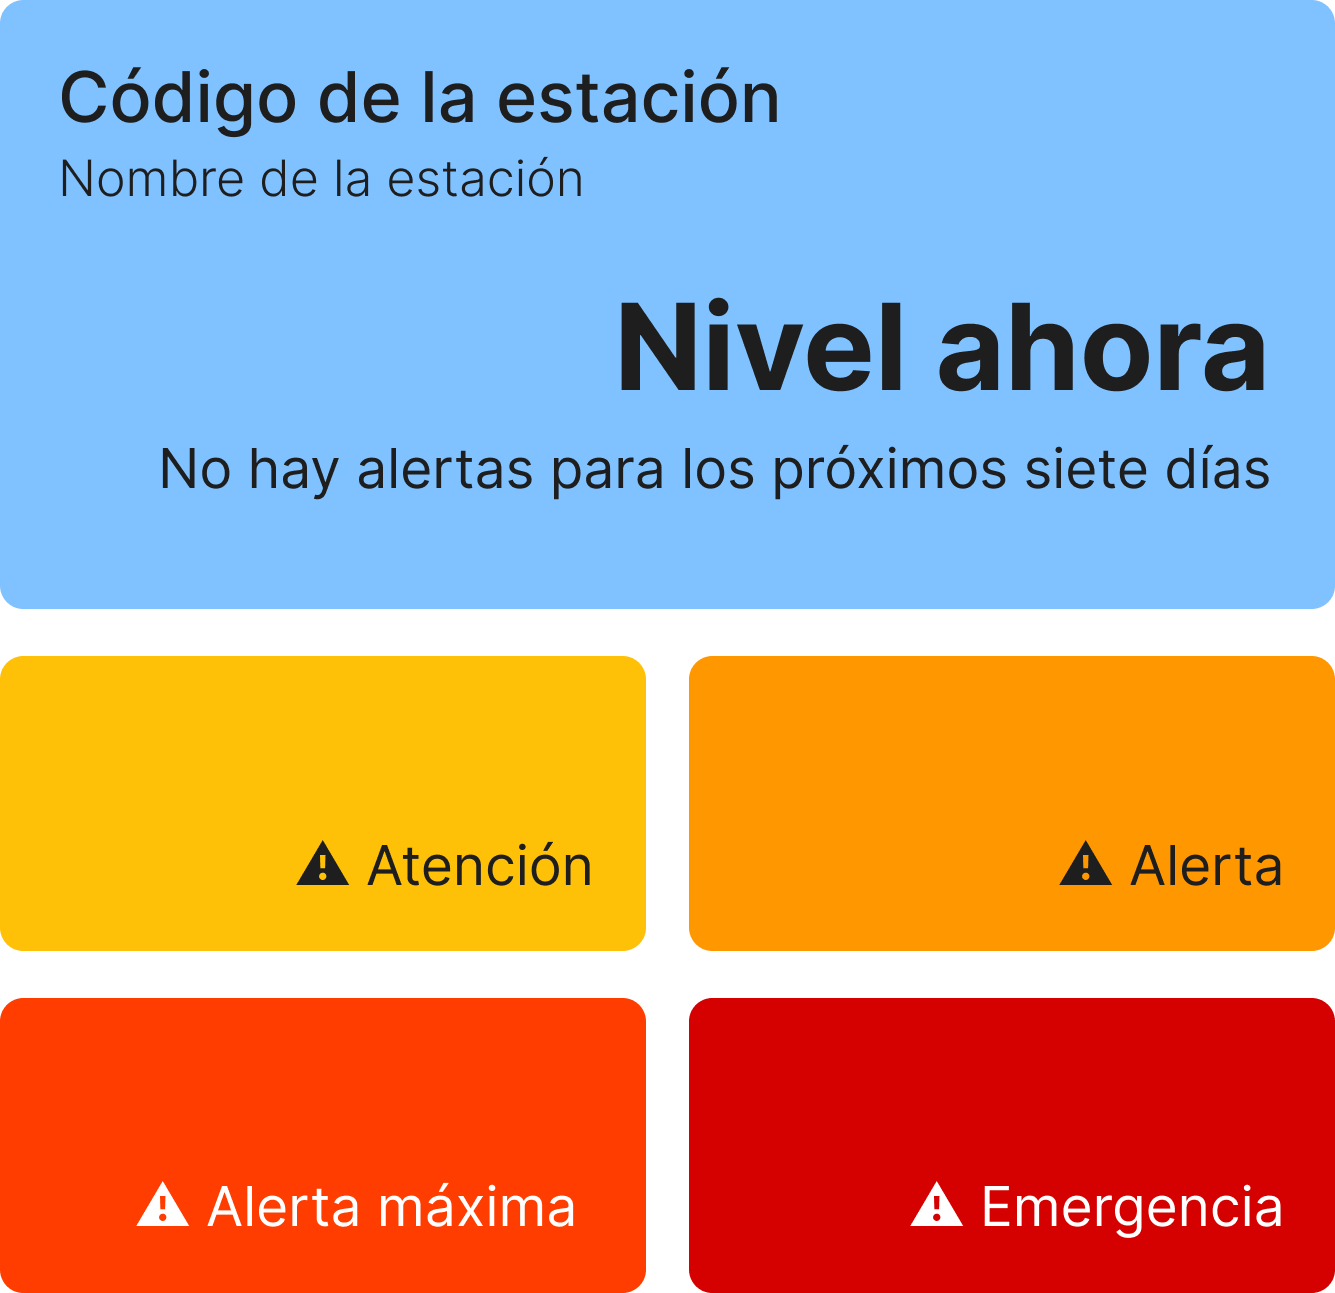 Código de la estación
Nombre de la estación
Nivel ahora
No hay alertas para los próximos siete días
Atención
Alerta
Alerta máxima
Emergencia